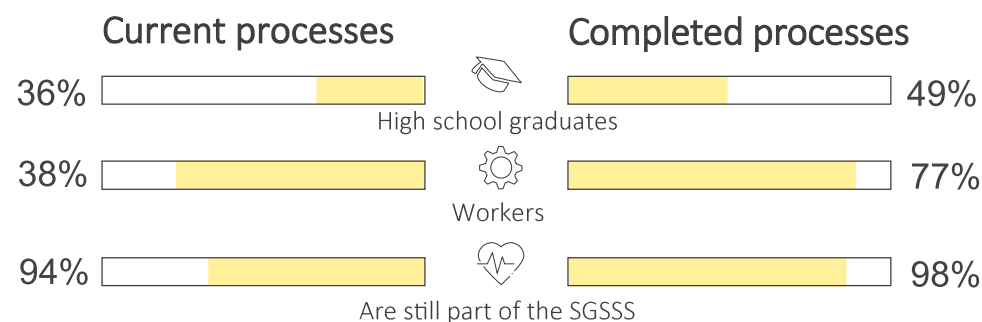 Current processes
Completed processes
36%
49%
High school graduates
38%
77%
Workers
94%
98%
Are still part of the SGSSS